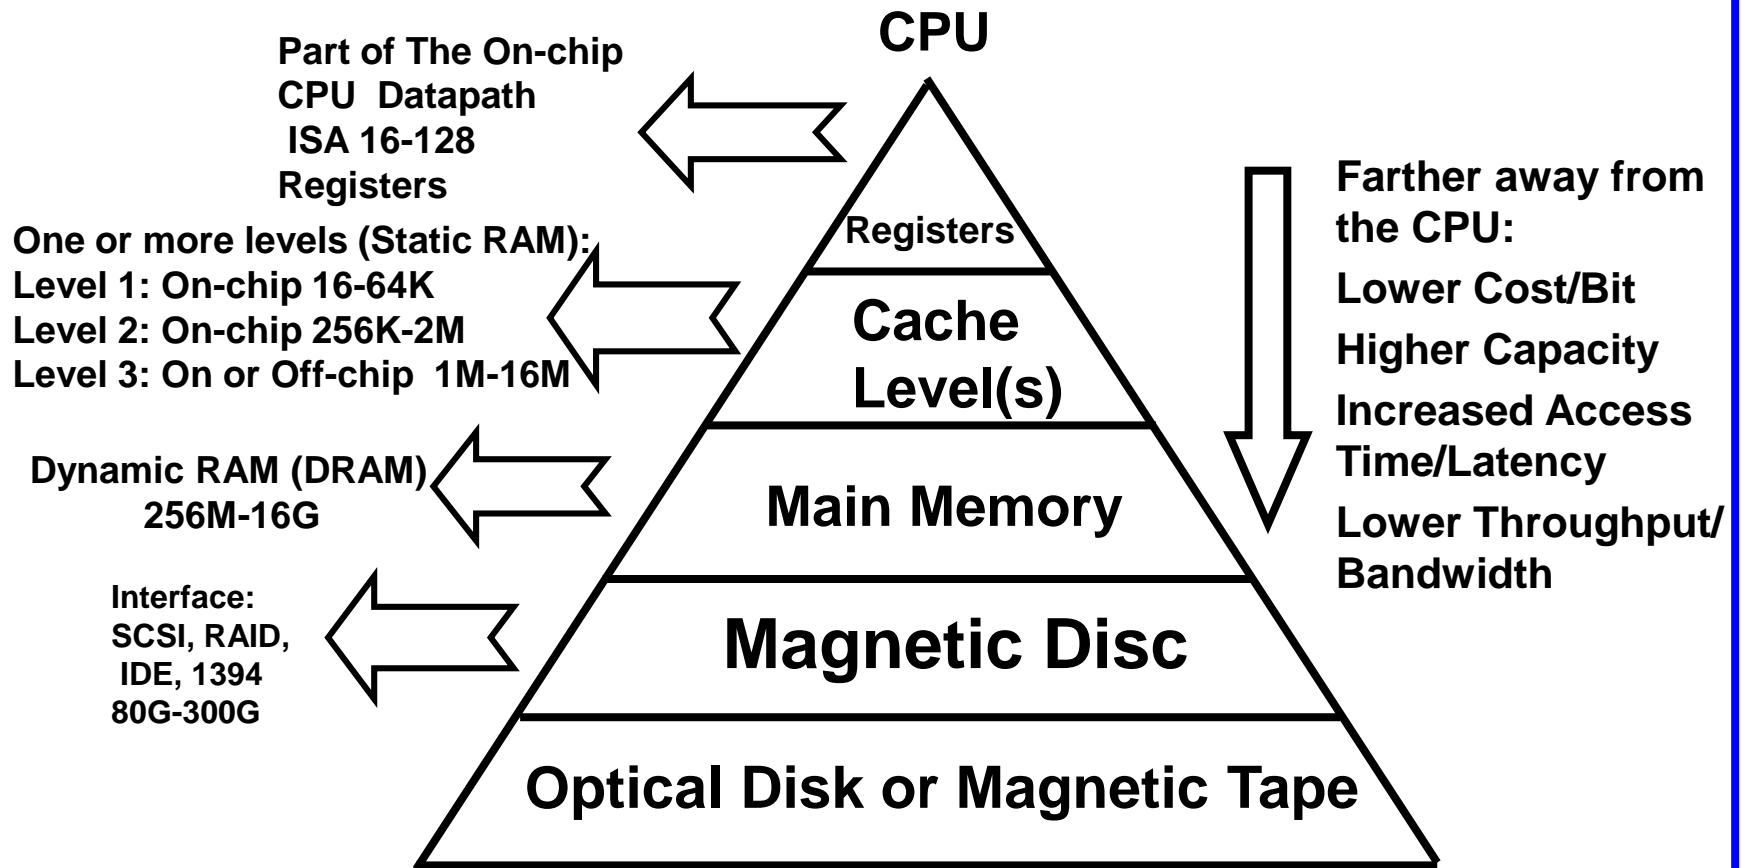 CPU
Part of The On-chip
CPU Datapath
ISA 16-128
Registers
One or more levels (Static RAM):
Level 1: On-chip 16-64K
Level 2: On-chip 256K-2M
Level 3: On or Off-chip 1M-16M
Dynamic RAM (DRAM)
256M-16G
Interface:
SCSI, RAID,
IDE, 1394
80G-300G
Registers
Cache
Level(s)
Main Memory
Magnetic Disc
Optical Disk or Magnetic Tape
Farther away from
the CPU:
Lower Cost/Bit
Higher Capacity
Increased Access
Time/Latency
Lower Throughput/
Bandwidth